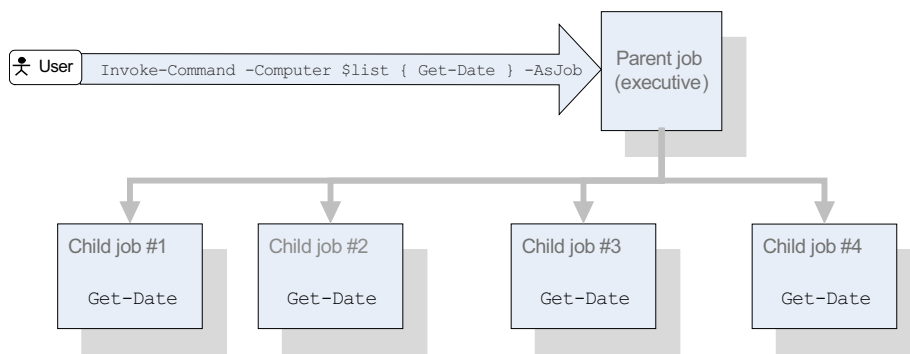 User
Invoke-Command -Computer $list { Get-Date } -AsJob
Parent job
(executive)
Child job #1
Get-Date
Child job #2
Get-Date
Child job #3
Get-Date
Child job #4
Get-Date